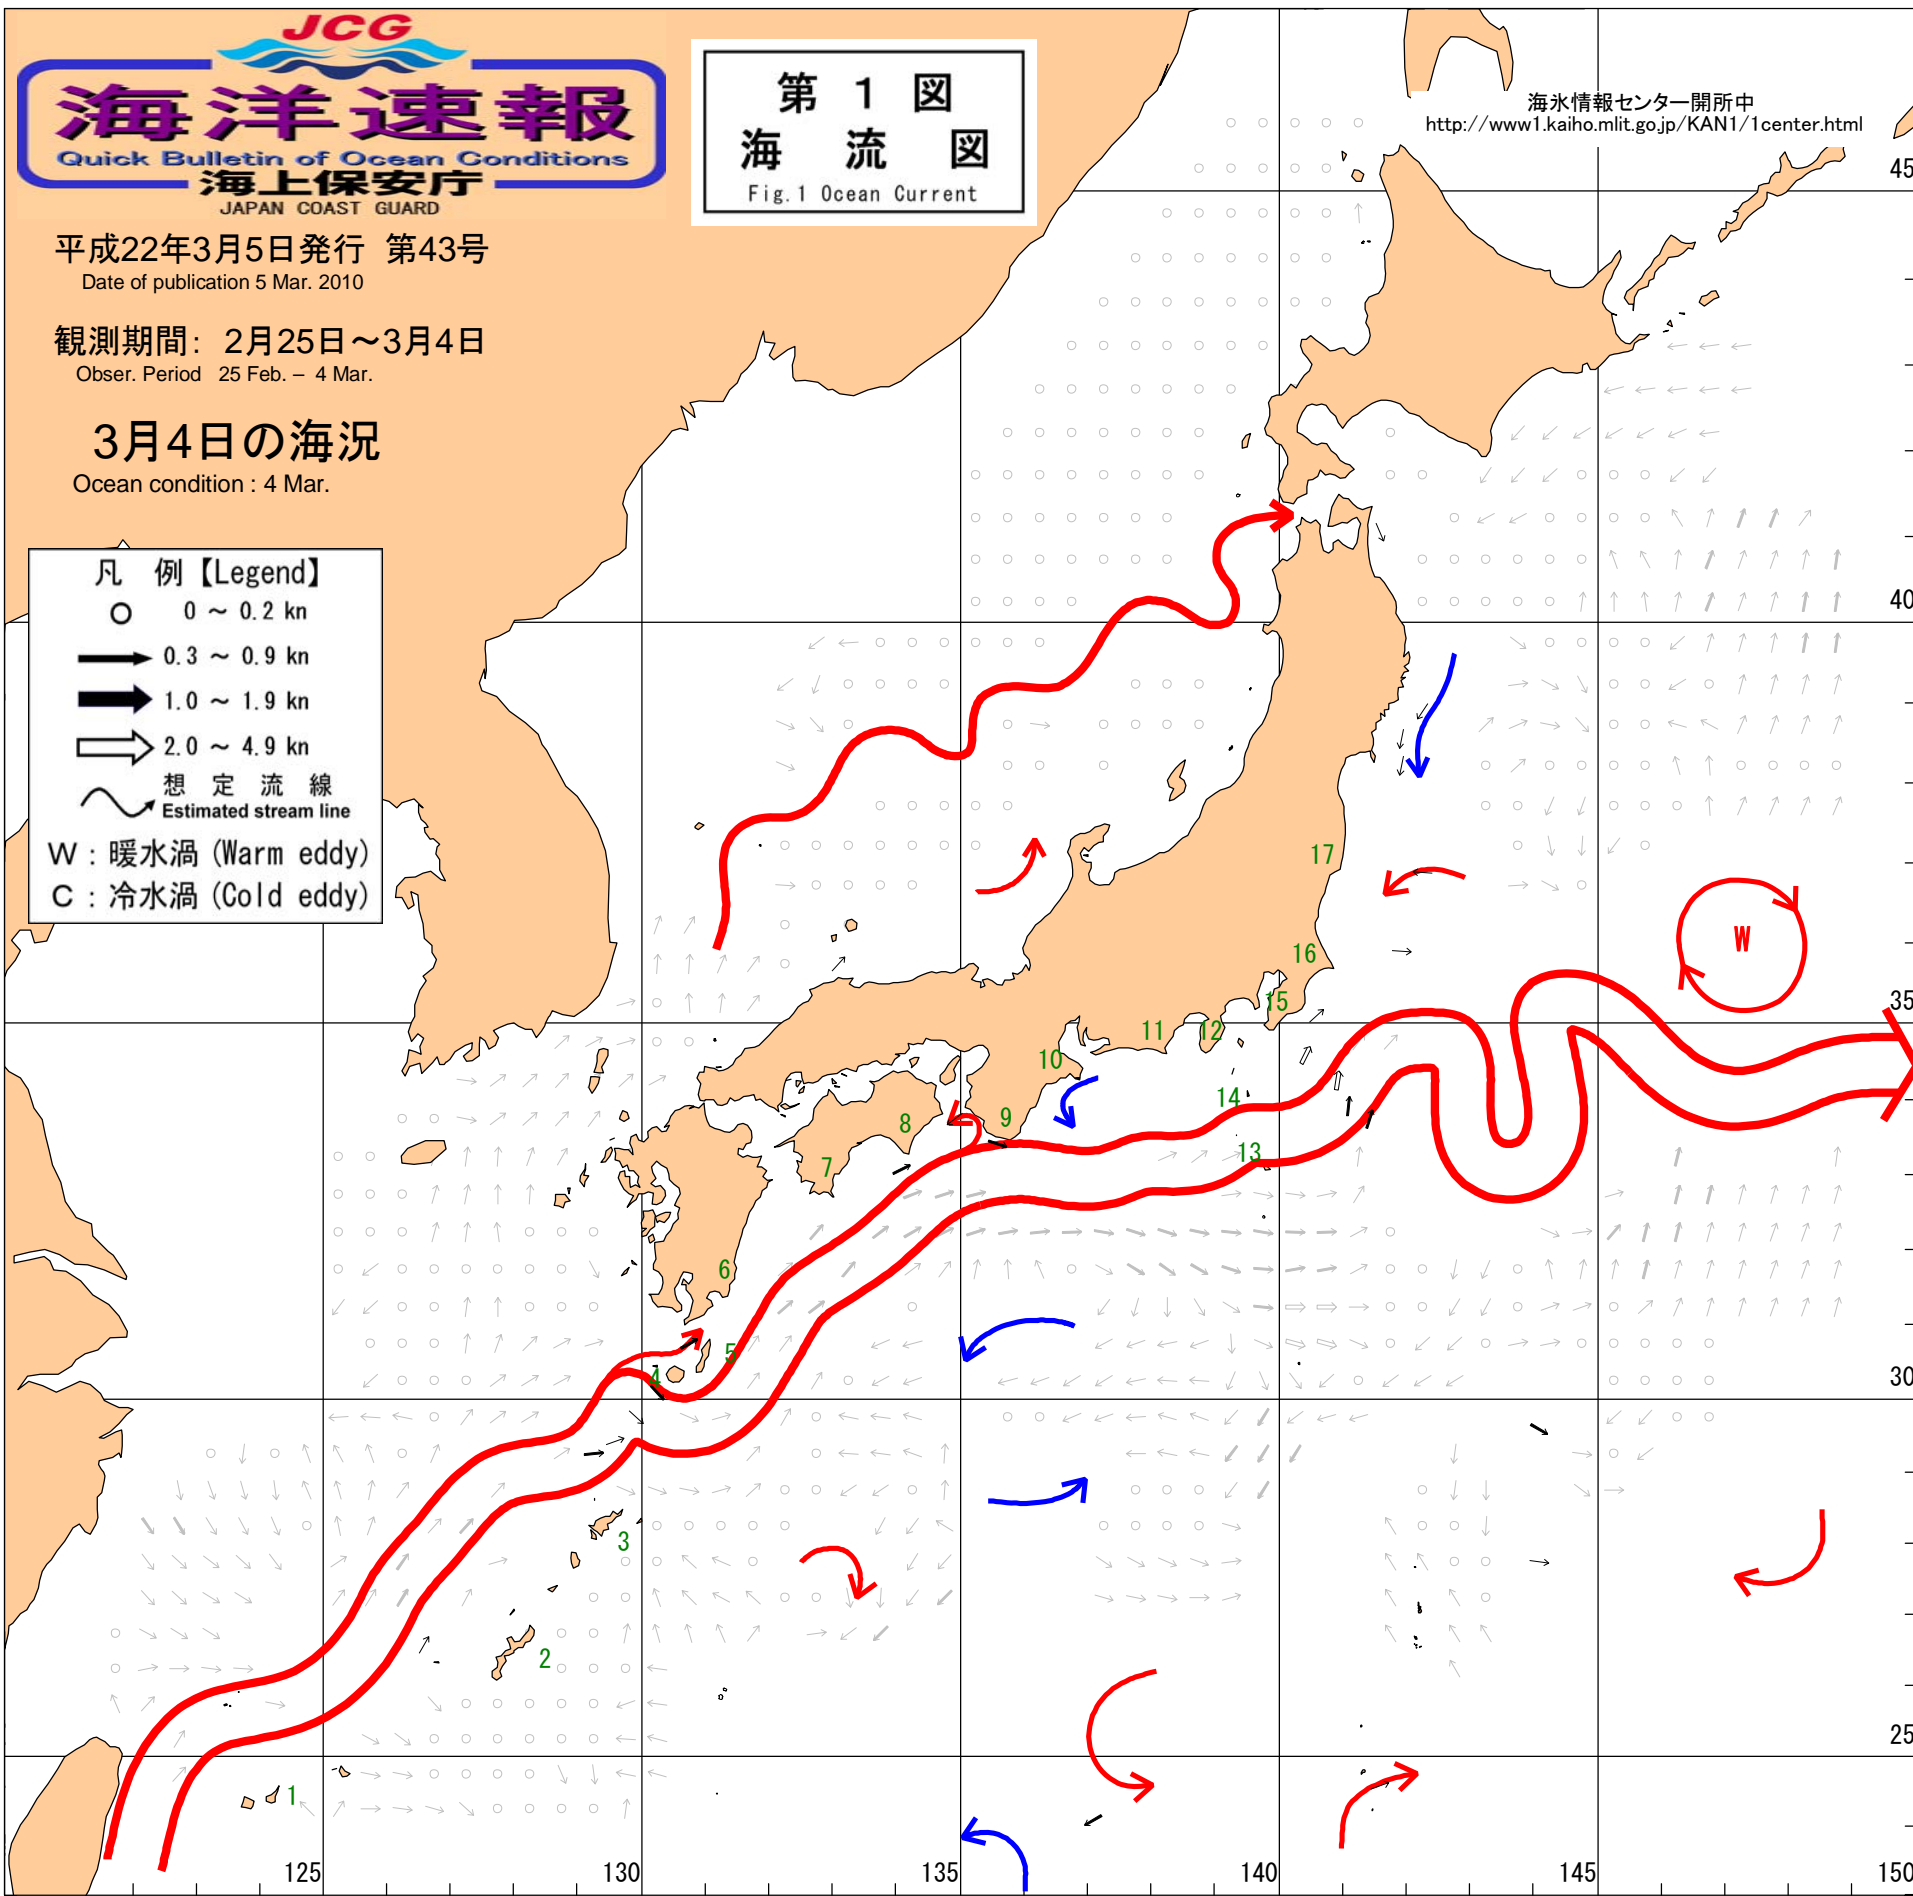 JCG
海洋速報
Quick Bulletin of Ocean Conditions
海上保安庁
JAPAN COAST GUARD
第 1 図
海 流 図
Fig.1 Ocean Current
海氷情報センター開所中
http://www1.kaiho.mlit.go.jp/KAN1/1center.html
平成22年3月5日発行 第43号
Date of publication 5 Mar. 2010
観測期間: 2月25日~3月4日
Obser. Period 25 Feb. – 4 Mar.
3月4日の海況
Ocean condition : 4 Mar.
凡 例【Legend】
0 ~ 0.2 kn
0.3 ~ 0.9 kn
1.0 ~ 1.9 kn
2.0 ~ 4.9 kn
想 定 流 線
Estimated stream line
W : 暖水渦 (Warm eddy)
C : 冷水渦 (Cold eddy)
45
40
17
W
16
35
15
12
11
10
14
9
8
13
7
6
5
4
30
3
2
25
1
125
130
135
140
145
150